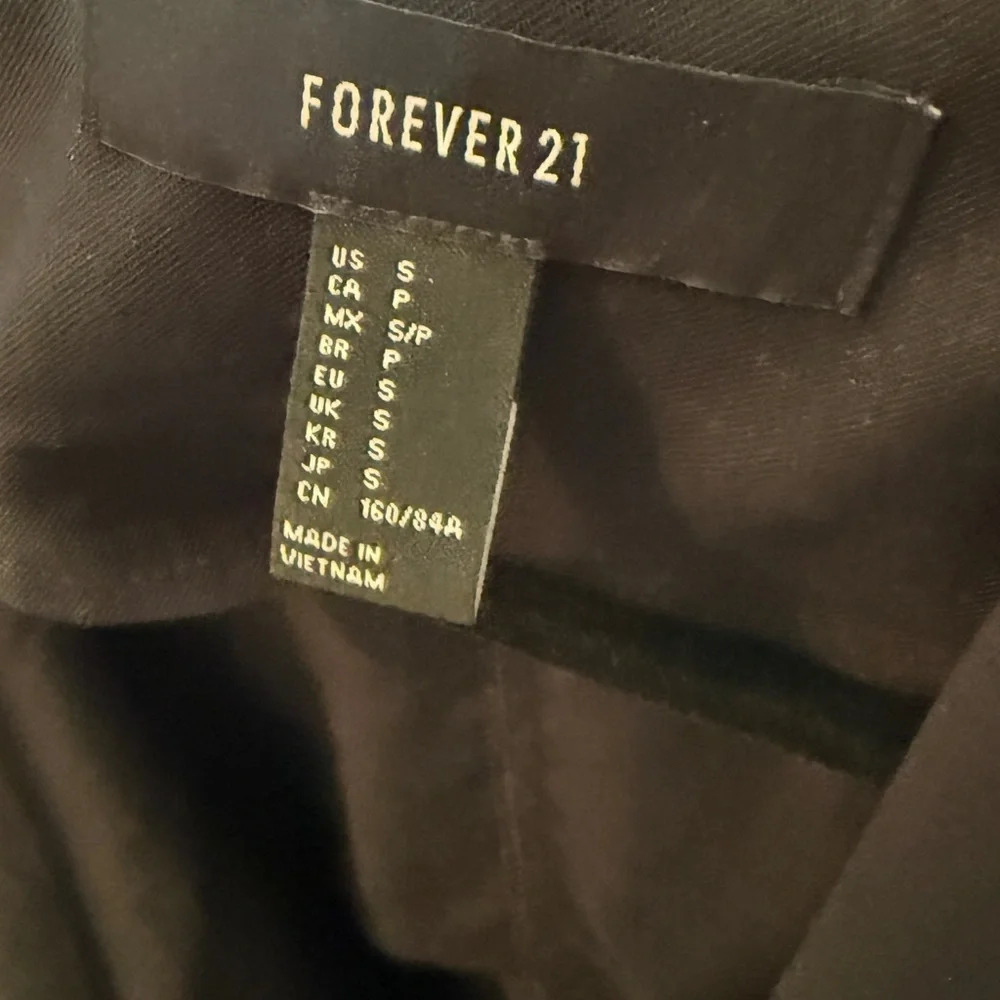 FOREVER 21
US S
CA P
MX S/P
BR P
EU S
UK S
KR S
JP S
CN 160/84A
MADE IN
VIETNAM